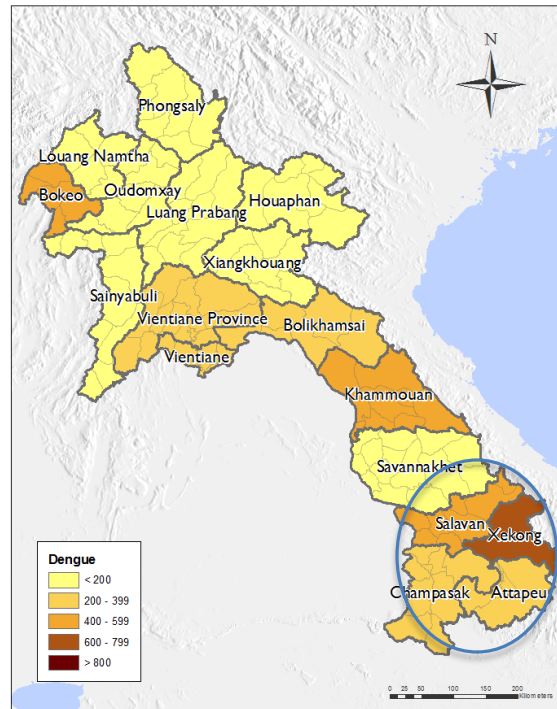 N
Phongsaly
Louang Namtha
Bokeo
Oudomxay
Luang Prabang
Houaphan
Xiangkhouang
Sainyabuli
Vientiane Province
Bolikhamsai
Vientiane
Khammouan
Savannakhet
Salavan
Xekong
Champasak
Attapeu
Dengue
< 200
200 - 399
400 - 599
600 - 799
> 800
0 25 50 100 150 200
Kilometers